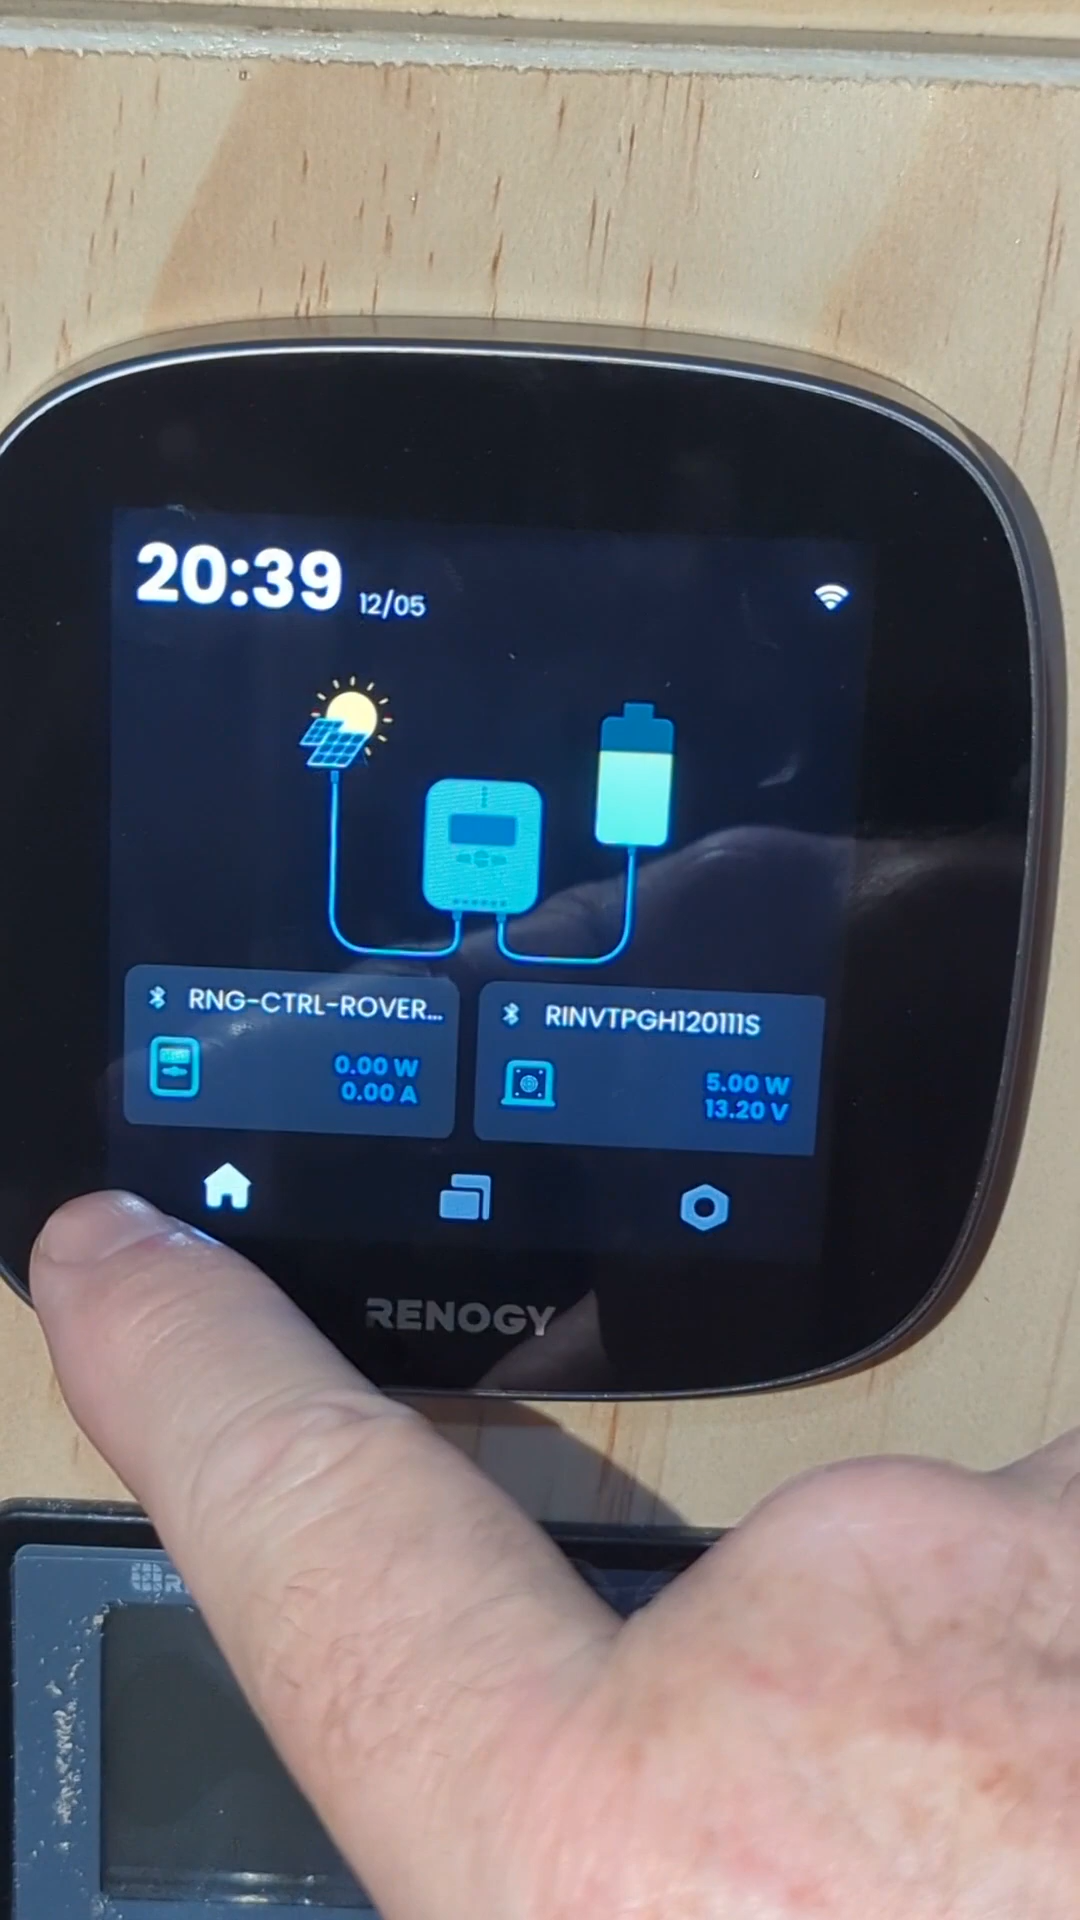 20:39 12/05
RNG-CTRL-ROVER...
0.00 W
0.00 A
RINVTPGH120111S
5.00 W
13.20 V
RENOGY